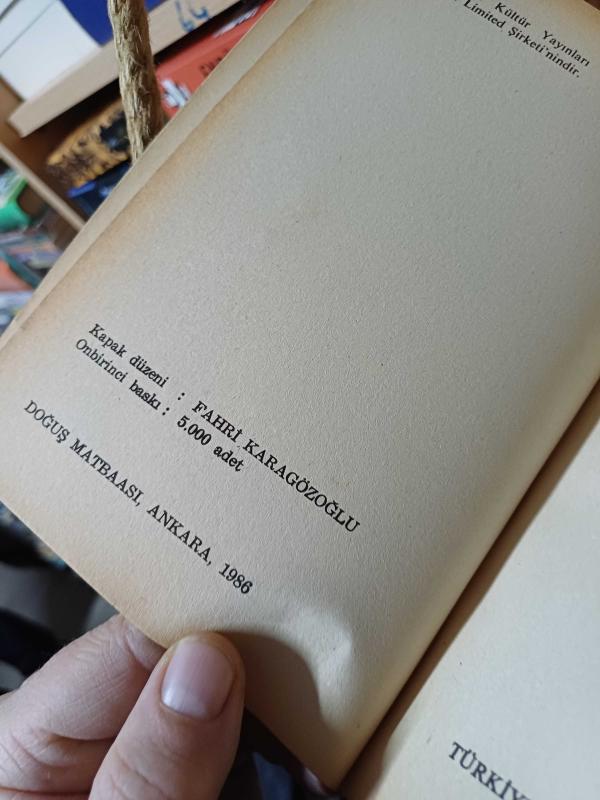 Kültür Yayınları
Limited Şirketi'nindir.
Kapak düzeni : FAHRİ KARAGÖZOĞLU
Onbirinci baskı : 5.000 adet
DOĞUŞ MATBAASI, ANKARA, 1986